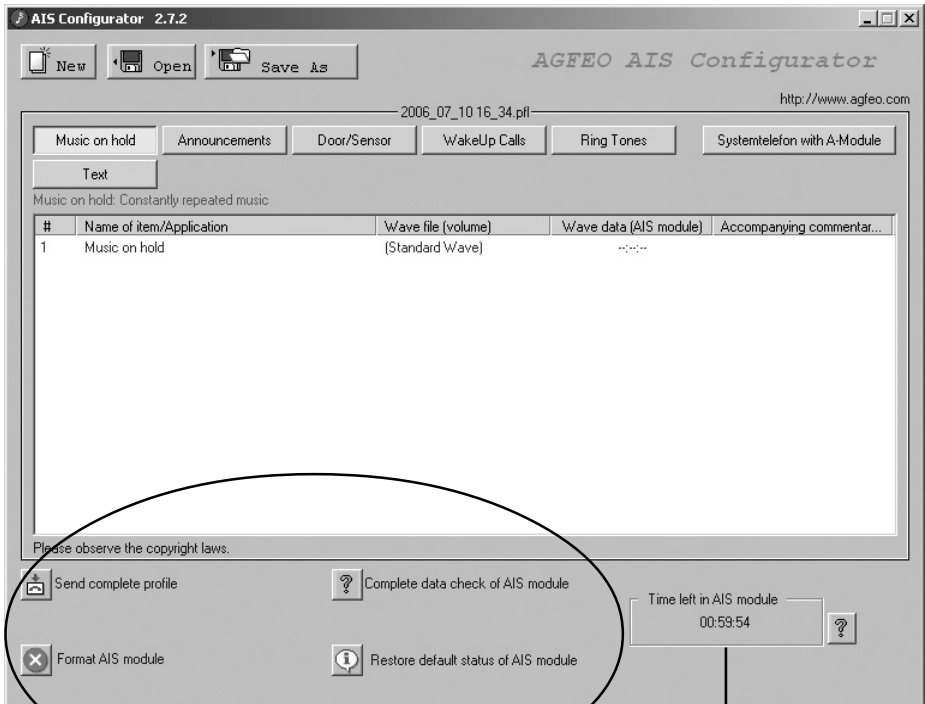 AIS Configurator 2.7.2
New Open Save As
AGFEO AIS Configurator
http://www.agfeo.com
2006_07_10 16_34.pfl
Music on hold Announcements Door/Sensor WakeUp Calls Ring Tones Systemtelefon with A-Module
Text
Music on hold: Constantly repeated music
# Name of item/Application Wave file (volume) Wave data (AIS module) Accompanying commentar...
1 Music on hold (Standard Wave) --:--:--
Please observe the copyright laws.
Send complete profile ? Complete data check of AIS module
Time left in AIS module
00:59:54 ?
Format AIS module Restore default status of AIS module